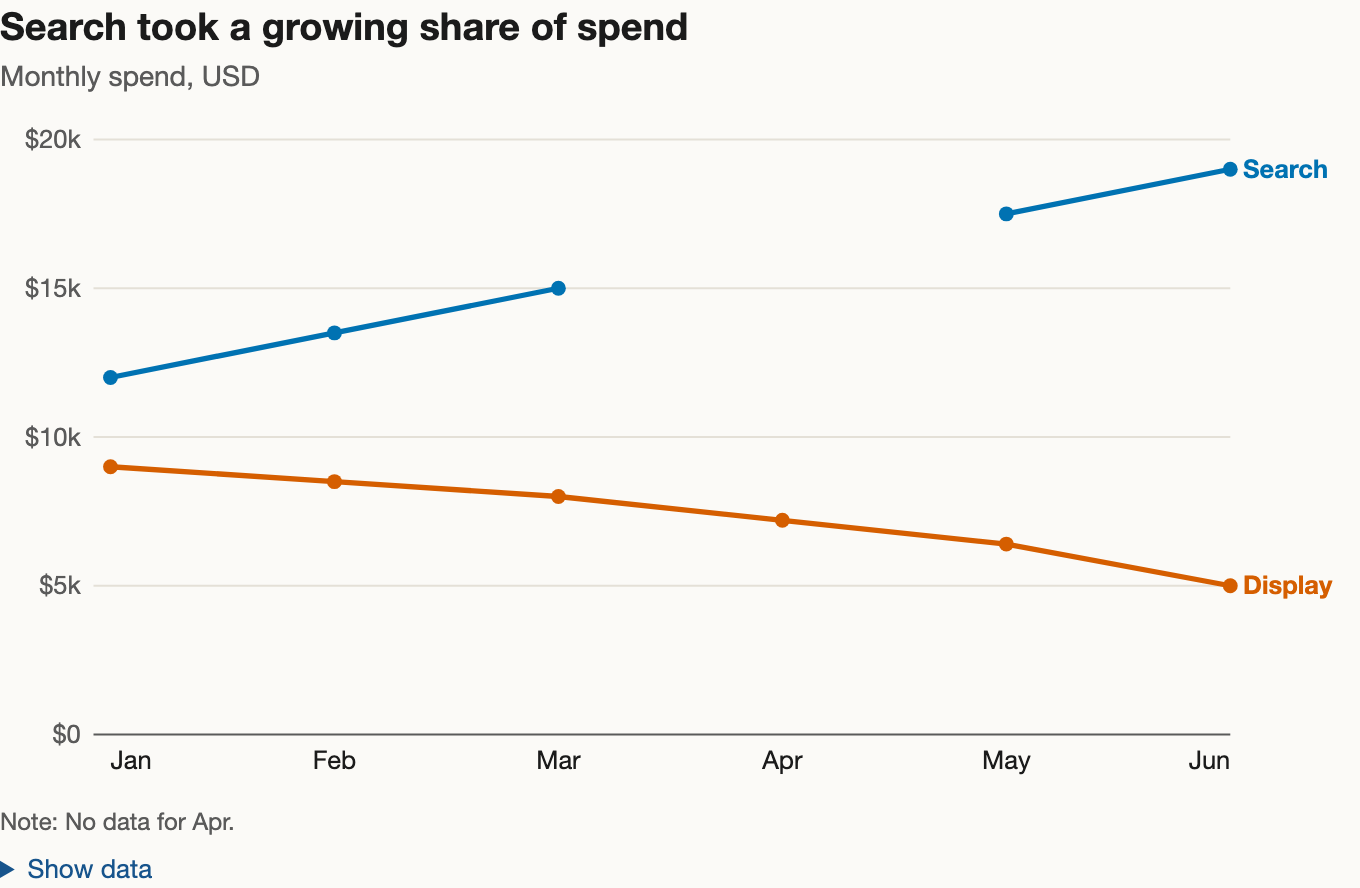 Search took a growing share of spend
Monthly spend, USD
$20k
Search
$15k
$10k
$5k
Display
$0
Jan Feb Mar Apr May Jun
Note: No data for Apr.
Show data